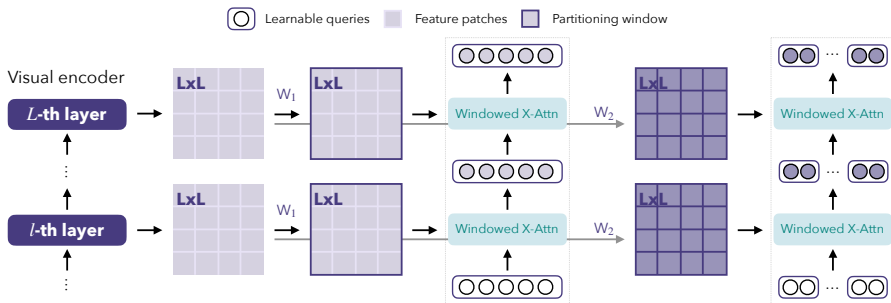 Learnable queries
Feature patches
Partitioning window
Visual encoder
L-th layer
LxL
W1
LxL
Windowed X-Attn
W2
LxL
...
Windowed X-Attn
...
...
l-th layer
LxL
W1
LxL
Windowed X-Attn
W2
LxL
...
Windowed X-Attn
...
...